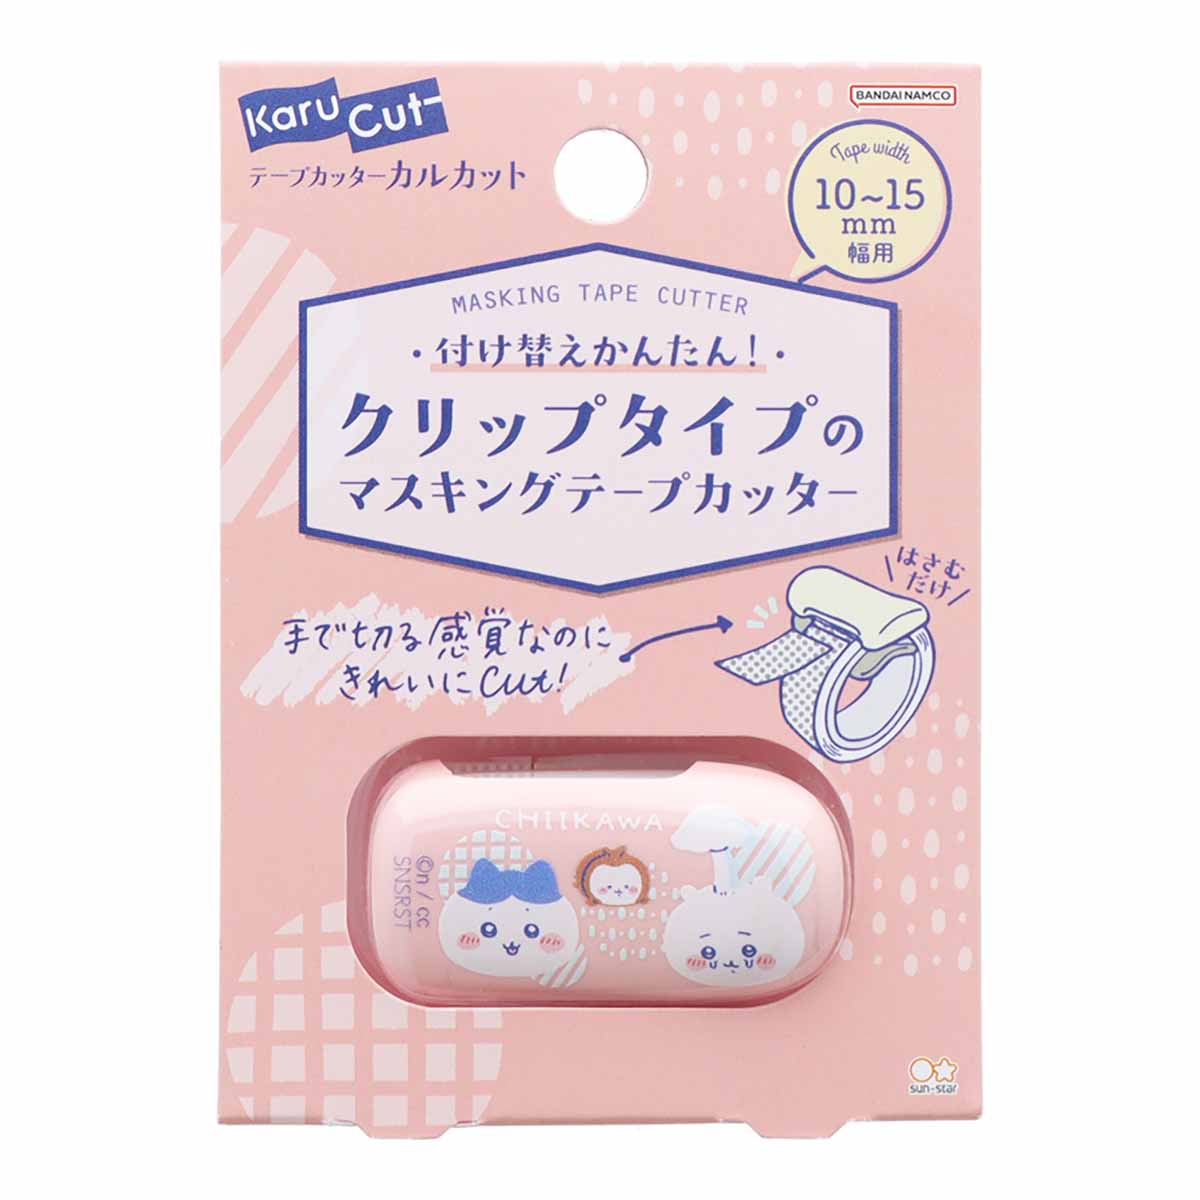 Karu Cut
BANDAI NAMCO
テープカッターカルカット
Tape width
10~15
mm
幅用
MASKING TAPE CUTTER
・付け替えかんたん!・
クリップタイプの
マスキングテープカッター
はさむ
だけ
手で切る感覚なのに
きれいにcut!
CHIIKAWA
©n / cc
SNSRST
sun-star